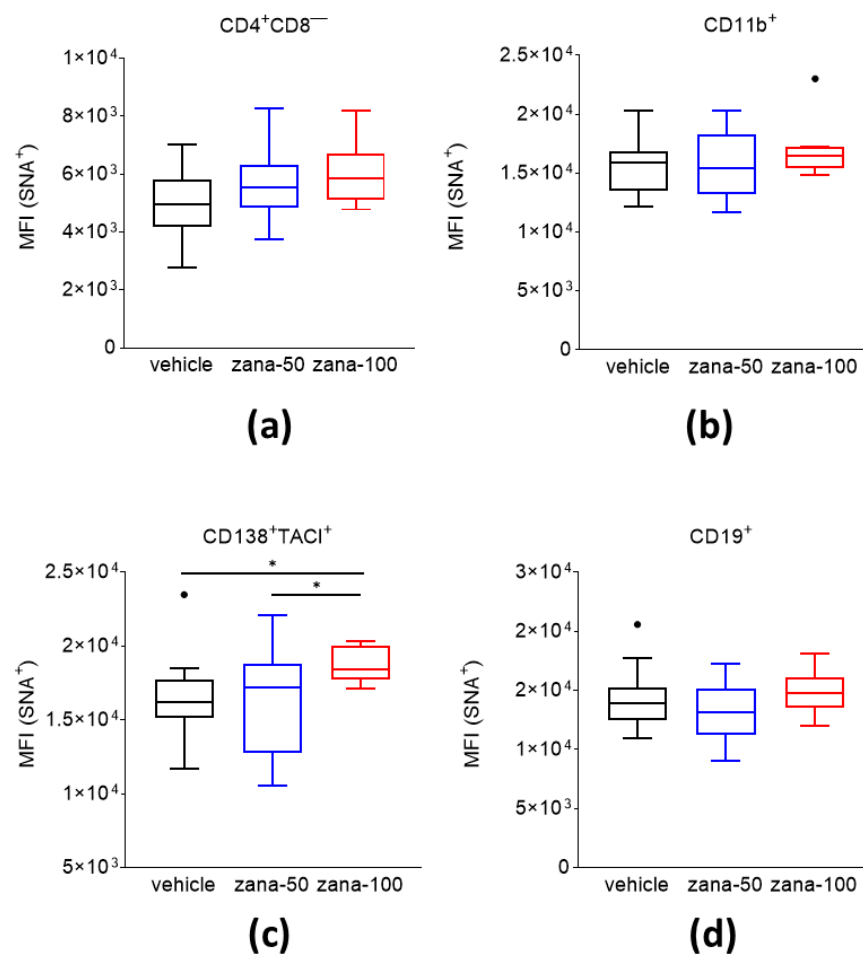 CD4⁺CD8⁻
1×10⁴
8×10³
6×10³
4×10³
2×10³
0
MFI (SNA⁺)
vehicle zana-50 zana-100
(a)
CD11b⁺
2.5×10⁴
2×10⁴
1.5×10⁴
1×10⁴
5×10³
0
MFI (SNA⁺)
vehicle zana-50 zana-100
(b)
CD138⁺TACI⁺
2.5×10⁴
2×10⁴
1.5×10⁴
1×10⁴
5×10³
MFI (SNA⁺)
*
*
vehicle zana-50 zana-100
(c)
CD19⁺
3×10⁴
2×10⁴
2×10⁴
1×10⁴
5×10³
0
MFI (SNA⁺)
vehicle zana-50 zana-100
(d)